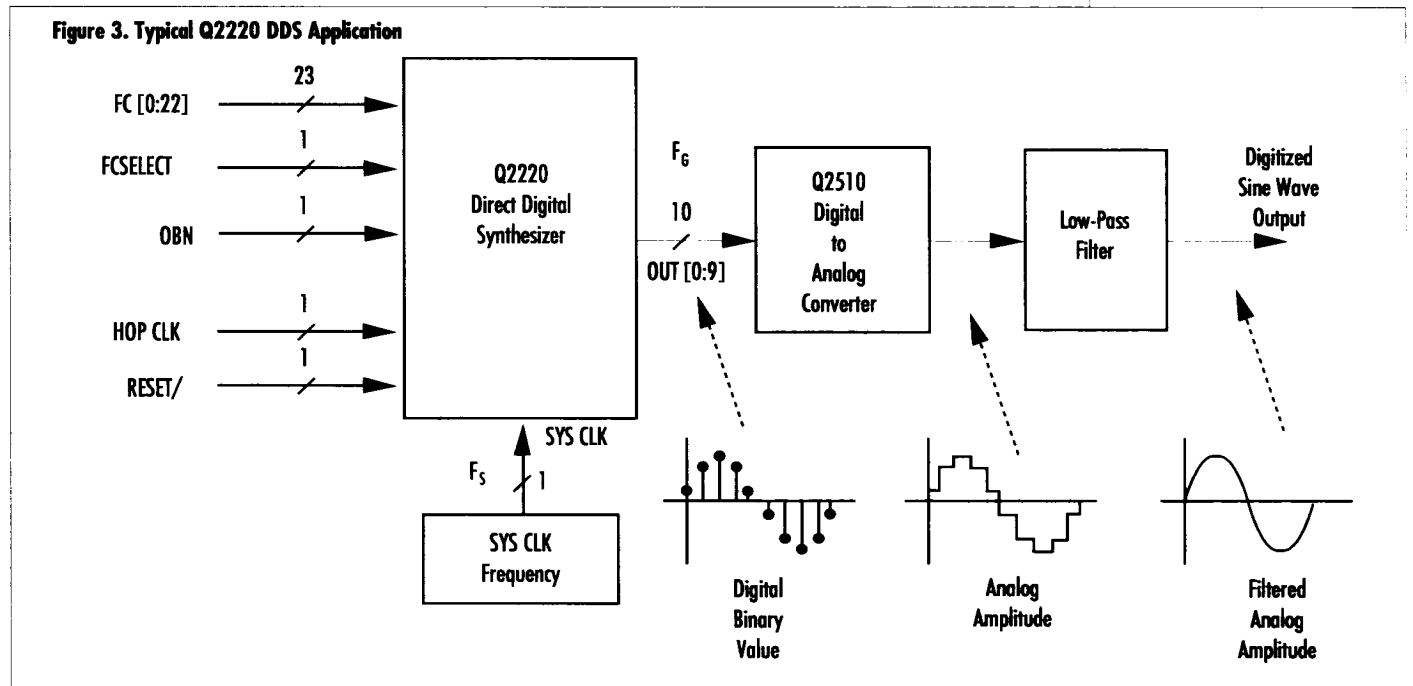 Figure 3. Typical Q2220 DDS Application
23
FC [0:22]
1
FCSELECT
1
OBN
1
HOP CLK
1
RESET/
Q2220
Direct Digital
Synthesizer
SYS CLK
F_S
1
SYS CLK
Frequency
F_G
10
OUT [0:9]
Q2510
Digital
to
Analog
Converter
Low-Pass
Filter
Digitized
Sine Wave
Output
Digital
Binary
Value
Analog
Amplitude
Filtered
Analog
Amplitude